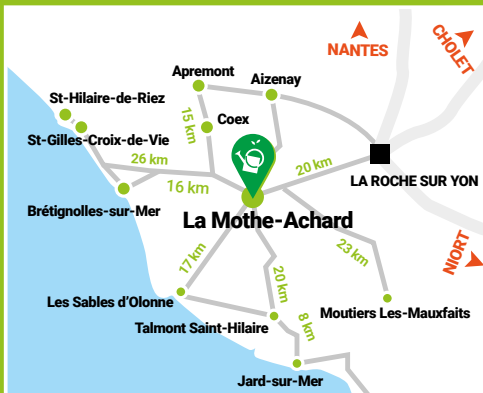 NANTES
CHOLET
Apremont
Aizenay
St-Hilaire-de-Riez
15 km
Coex
St-Gilles-Croix-de-Vie
26 km
20 km
16 km
LA ROCHE SUR YON
Brétignolles-sur-Mer
La Mothe-Achard
NIORT
17 km
23 km
20 km
Les Sables d'Olonne
8 km
Talmont Saint-Hilaire
Moutiers Les-Mauxfaits
Jard-sur-Mer